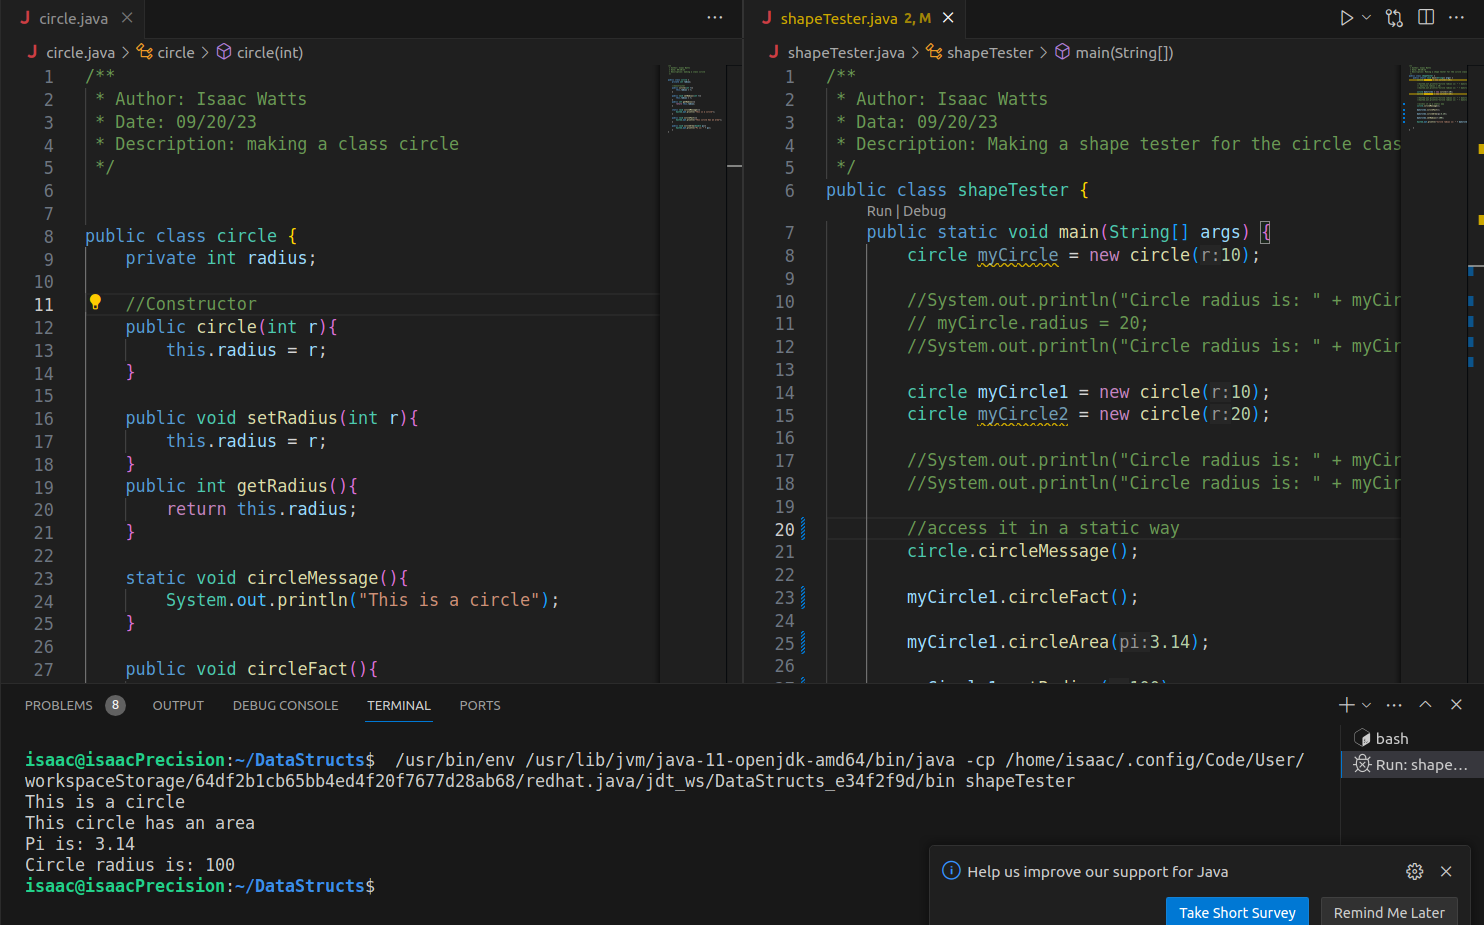 circle.java
circle.java > circle > circle(int)
1 /**
2 * Author: Isaac Watts
3 * Date: 09/20/23
4 * Description: making a class circle
5 */
6
7
8 public class circle {
9 private int radius;
10
11 //Constructor
12 public circle(int r){
13 this.radius = r;
14 }
15
16 public void setRadius(int r){
17 this.radius = r;
18 }
19 public int getRadius(){
20 return this.radius;
21 }
22
23 static void circleMessage(){
24 System.out.println("This is a circle");
25 }
26
27 public void circleFact(){
shapeTester.java 2, M
shapeTester.java > shapeTester > main(String[])
1 /**
2 * Author: Isaac Watts
3 * Data: 09/20/23
4 * Description: Making a shape tester for the circle clas
5 */
6 public class shapeTester {
Run | Debug
7 public static void main(String[] args) {
8 circle myCircle = new circle(r:10);
9
10 //System.out.println("Circle radius is: " + myCir
11 // myCircle.radius = 20;
12 //System.out.println("Circle radius is: " + myCir
13
14 circle myCircle1 = new circle(r:10);
15 circle myCircle2 = new circle(r:20);
16
17 //System.out.println("Circle radius is: " + myCir
18 //System.out.println("Circle radius is: " + myCir
19
20 //access it in a static way
21 circle.circleMessage();
22
23 myCircle1.circleFact();
24
25 myCircle1.circleArea(pi:3.14);
26
PROBLEMS 8 OUTPUT DEBUG CONSOLE TERMINAL PORTS
isaac@isaacPrecision:~/DataStructs$ /usr/bin/env /usr/lib/jvm/java-11-openjdk-amd64/bin/java -cp /home/isaac/.config/Code/User/
workspaceStorage/64df2b1cb65bb4ed4f20f7677d28ab68/redhat.java/jdt_ws/DataStructs_e34f2f9d/bin shapeTester
This is a circle
This circle has an area
Pi is: 3.14
Circle radius is: 100
isaac@isaacPrecision:~/DataStructs$
bash
Run: shape...
Help us improve our support for Java
Take Short Survey
Remind Me Later